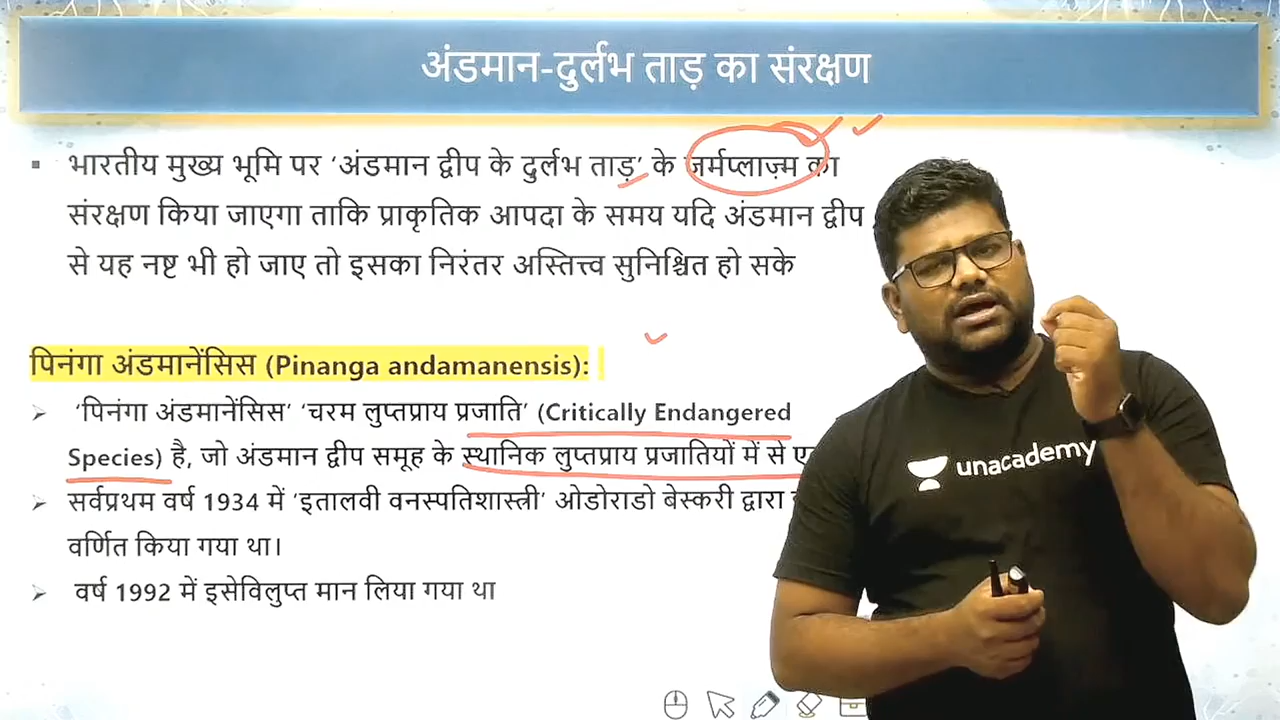 अंडमान-दुर्लभ ताड़ का संरक्षण
▪ भारतीय मुख्य भूमि पर ‘अंडमान द्वीप के दुर्लभ ताड़’ के जर्मप्लाज़्म का
संरक्षण किया जाएगा ताकि प्राकृतिक आपदा के समय यदि अंडमान द्वीप
से यह नष्ट भी हो जाए तो इसका निरंतर अस्तित्त्व सुनिश्चित हो सके
पिनंगा अंडमानेंसिस (Pinanga andamanensis):
➢ ‘पिनंगा अंडमानेंसिस’ ‘चरम लुप्तप्राय प्रजाति’ (Critically Endangered
Species) है, जो अंडमान द्वीप समूह के स्थानिक लुप्तप्राय प्रजातियों में से
➢ सर्वप्रथम वर्ष 1934 में ‘इतालवी वनस्पतिशास्त्री’ ओडोराडो बेस्करी द्वारा
वर्णित किया गया था।
➢ वर्ष 1992 में इसेविलुप्त मान लिया गया था
unacademy